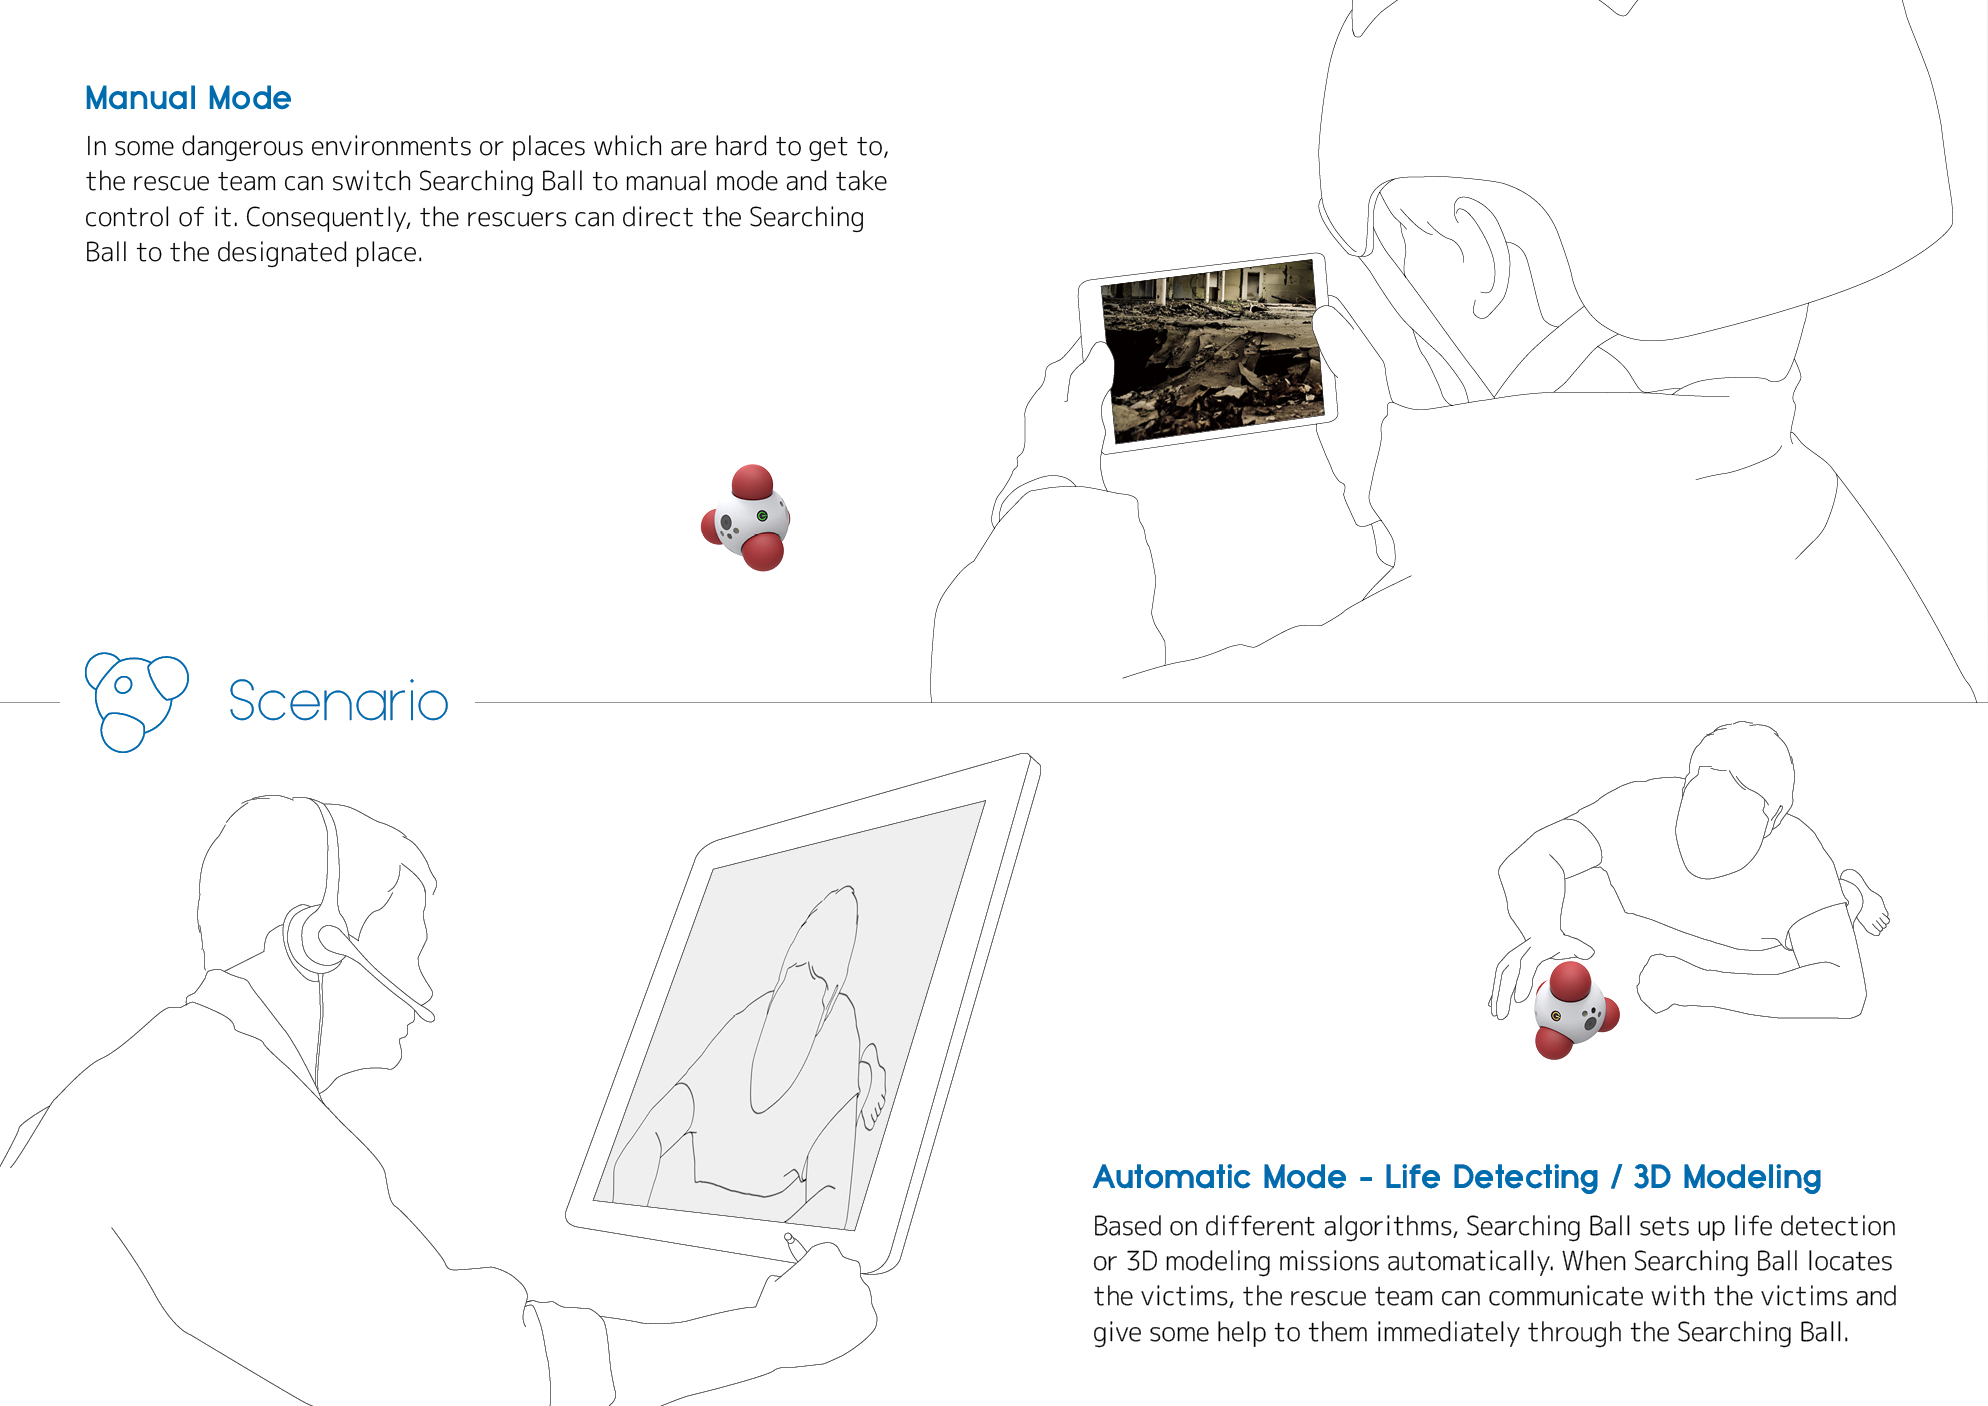 Manual Mode
In some dangerous environments or places which are hard to get to,
the rescue team can switch Searching Ball to manual mode and take
control of it. Consequently, the rescuers can direct the Searching
Ball to the designated place.
Scenario
Automatic Mode - Life Detecting / 3D Modeling
Based on different algorithms, Searching Ball sets up life detection
or 3D modeling missions automatically. When Searching Ball locates
the victims, the rescue team can communicate with the victims and
give some help to them immediately through the Searching Ball.